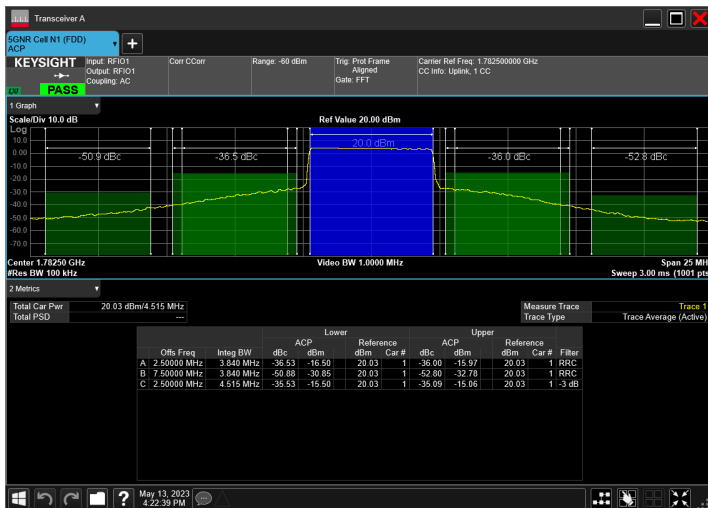 Transceiver A
5GNR Cell N1 (FDD)
ACP
KEYSIGHT
PASS
Input: RFIO1
Output: RFIO1
Coupling: AC
Corr CCorr
Range: -60 dBm
Trig: Prot Frame
Aligned
Gate: FFT
Carrier Ref Freq: 1.782500000 GHz
CC Info: Uplink, 1 CC
1 Graph
Scale/Div 10.0 dB
Ref Value 20.00 dBm
Log
10.0
0.00
-10.0
-20.0
-30.0
-40.0
-50.0
-60.0
-70.0
-50.9 dBc
-36.5 dBc
20.0 dBm
-36.0 dBc
-52.8 dBc
Center 1.78250 GHz
Video BW 1.0000 MHz
Span 25 MH
#Res BW 100 kHz
Sweep 3.00 ms (1001 pts
2 Metrics
Total Car Pwr 20.03 dBm/4.515 MHz
Total PSD ---
Measure Trace Trace 1
Trace Type Trace Average (Active)
Lower Upper
ACP Reference ACP Reference
Offs Freq Integ BW dBc dBm dBm Car # dBc dBm dBm Car # Filter
A 2.50000 MHz 3.840 MHz -36.53 -16.50 20.03 1 -36.00 -15.97 20.03 1 RRC
B 7.50000 MHz 3.840 MHz -50.88 -30.85 20.03 1 -52.80 -32.78 20.03 1 RRC
C 2.50000 MHz 4.515 MHz -35.53 -15.50 20.03 1 -35.09 -15.06 20.03 1 -3 dB
May 13, 2023
4:22:39 PM